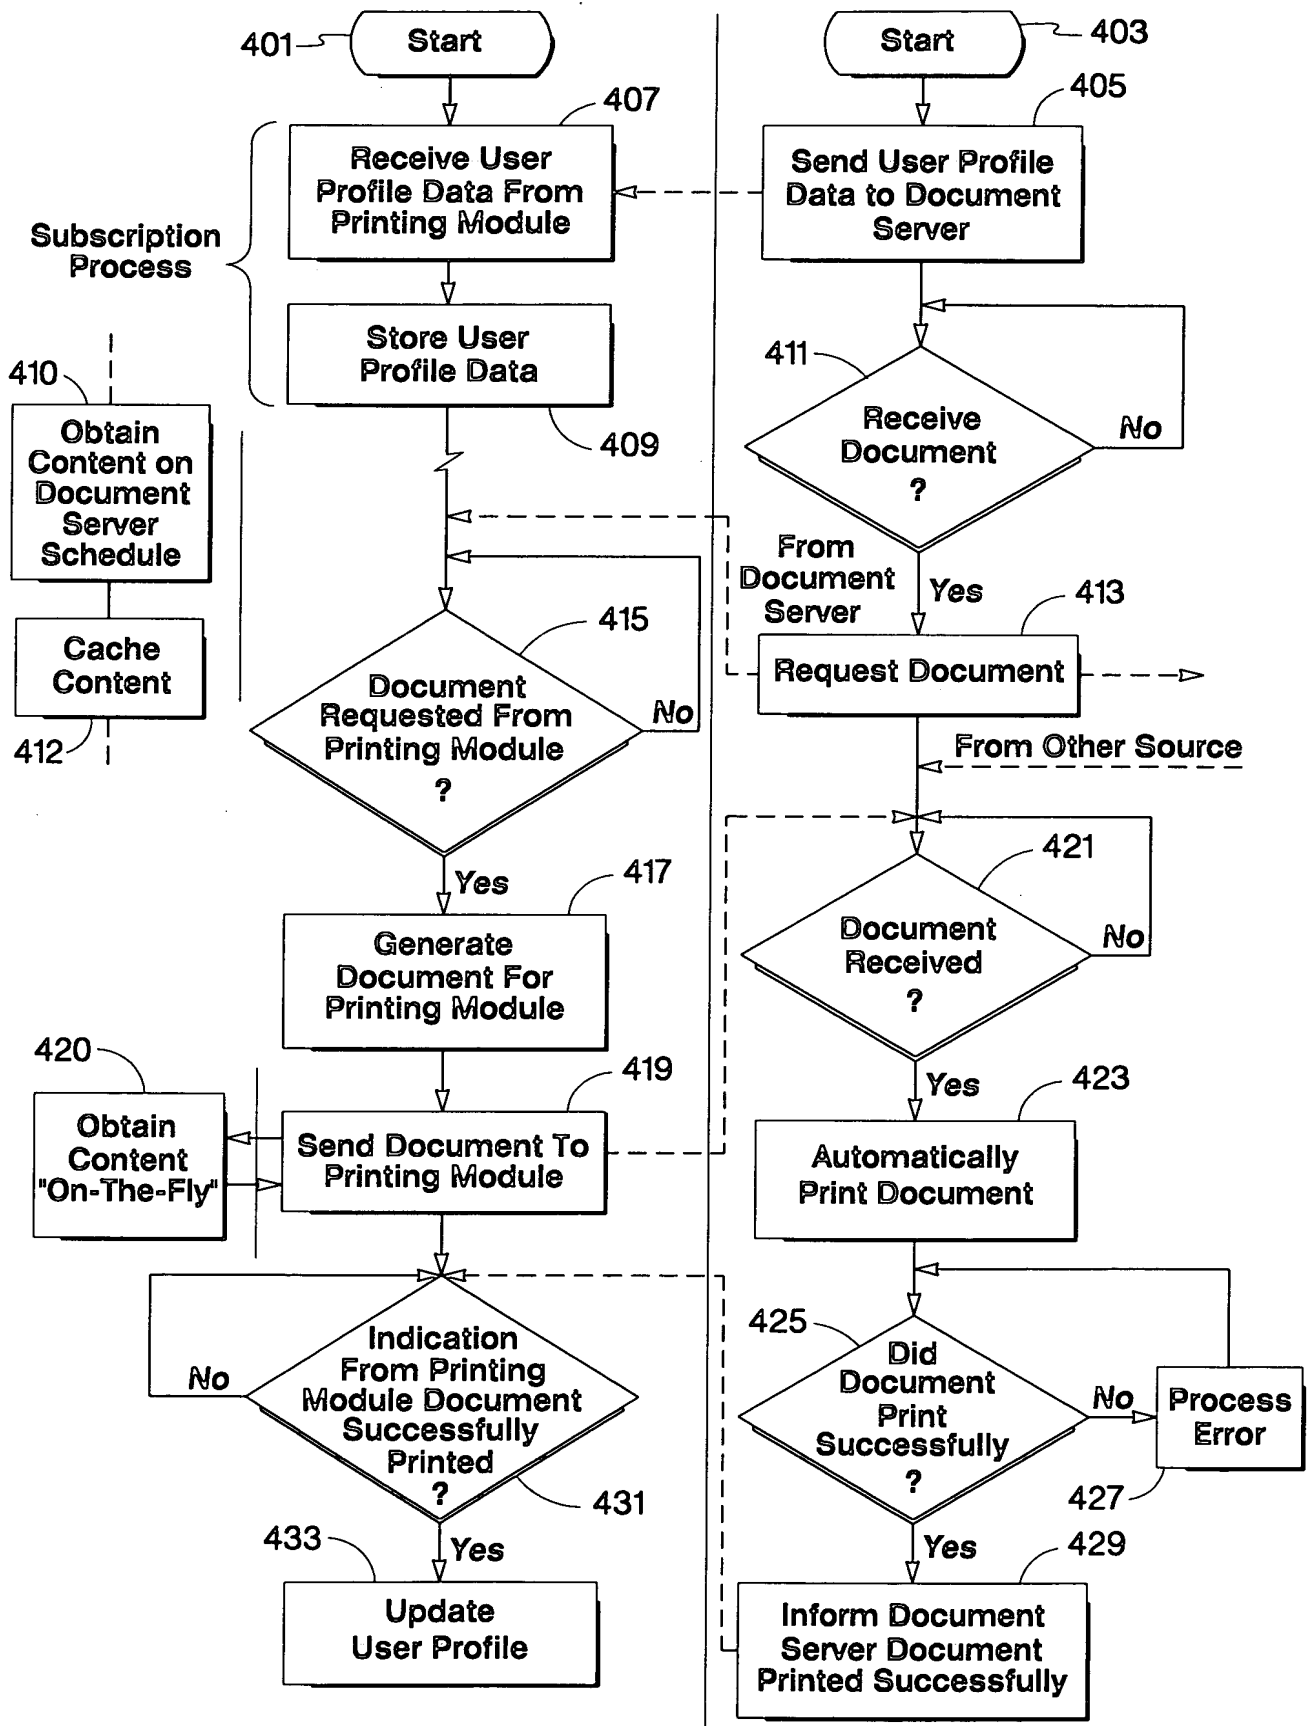 401
Start
407
Receive User
Profile Data From
Printing Module
Subscription
Process
Store User
Profile Data
409
410
Obtain
Content on
Document
Server
Schedule
Cache
Content
412
415
Document
Requested From
Printing Module
?
No
Yes
417
Generate
Document For
Printing Module
420
Obtain
Content
"On-The-Fly"
419
Send Document To
Printing Module
Indication
From Printing
Module Document
Successfully
Printed
?
No
431
Yes
433
Update
User Profile
Start
403
405
Send User Profile
Data to Document
Server
411
Receive
Document
?
No
From
Document
Server
Yes
413
Request Document
From Other Source
421
Document
Received
?
No
Yes
423
Automatically
Print Document
425
Did
Document
Print
Successfully
?
No
Process
Error
427
Yes
429
Inform Document
Server Document
Printed Successfully